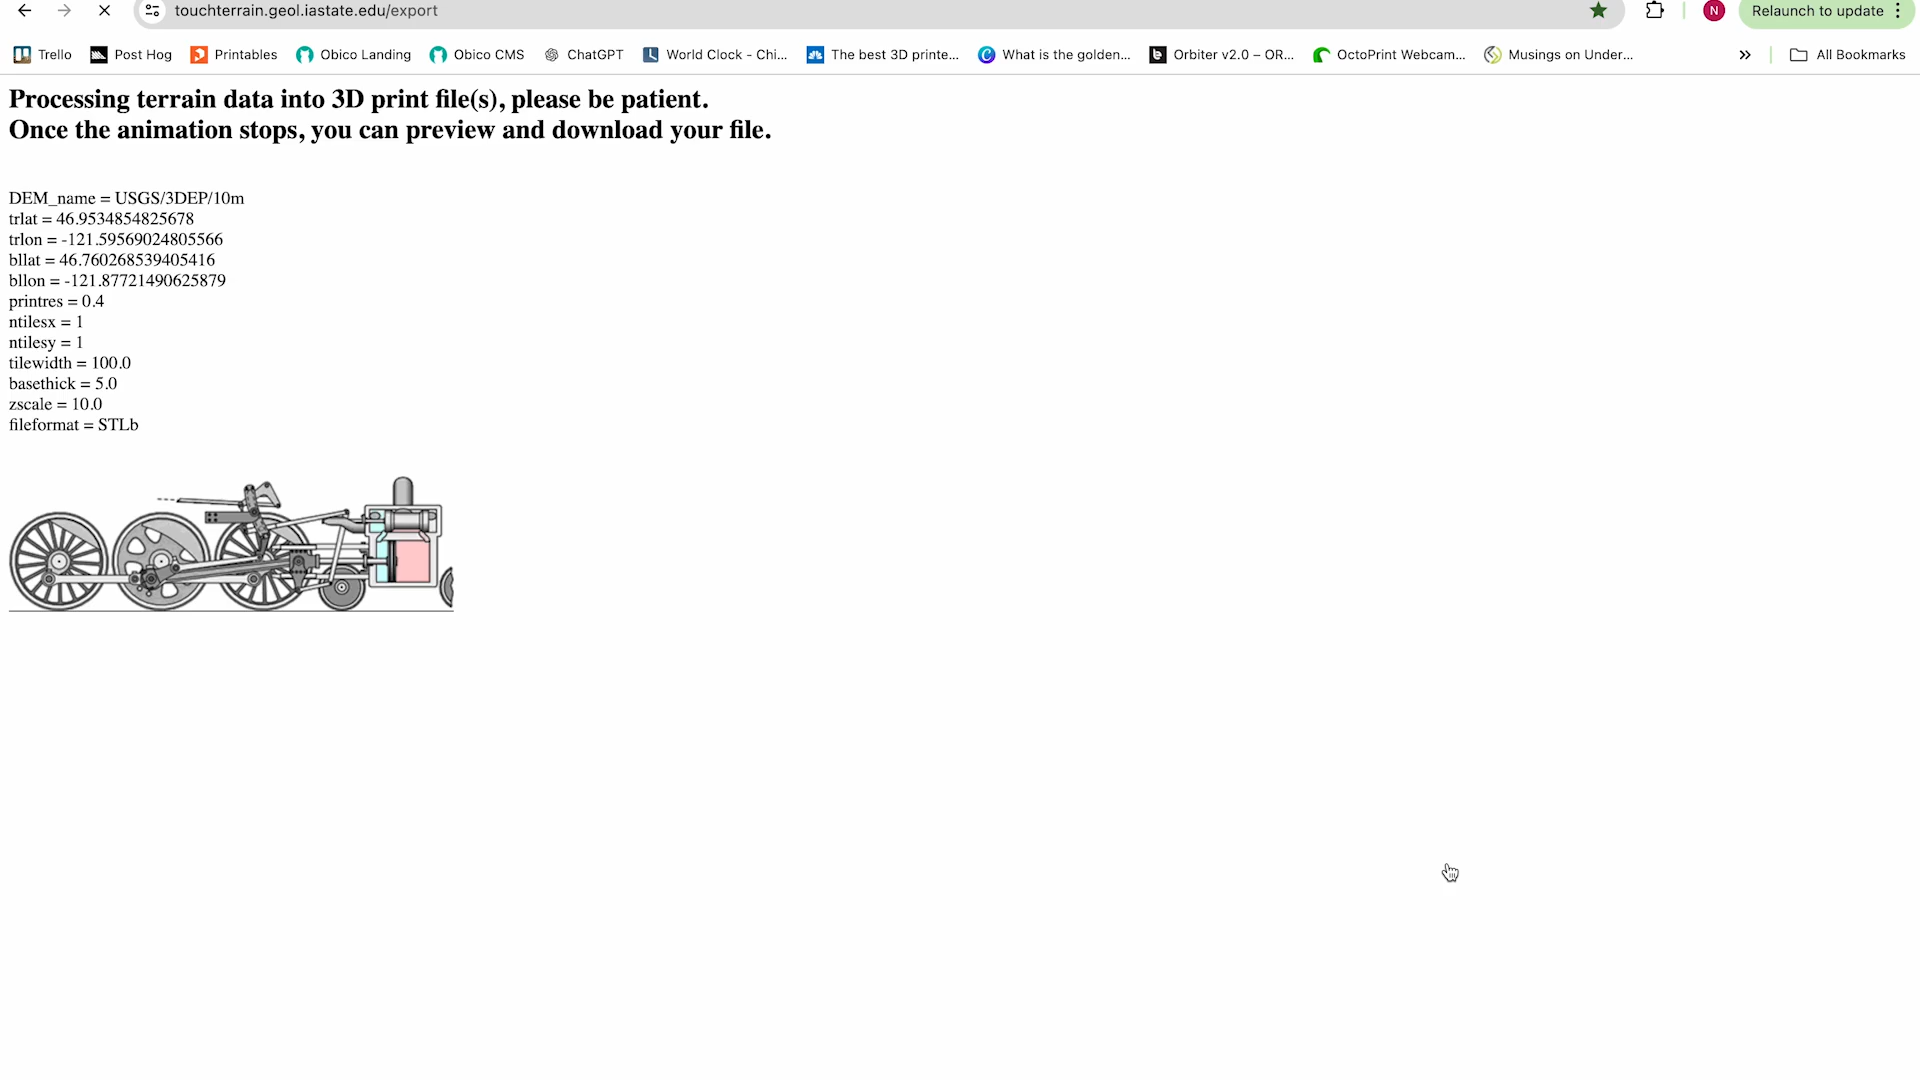 touchterrain.geol.iastate.edu/export
N
Relaunch to update
Trello
Post Hog
Printables
Obico Landing
Obico CMS
ChatGPT
World Clock - Chi...
The best 3D printe...
What is the golden...
Orbiter v2.0 – OR...
OctoPrint Webcam...
Musings on Under...
All Bookmarks
Processing terrain data into 3D print file(s), please be patient.
Once the animation stops, you can preview and download your file.
DEM_name = USGS/3DEP/10m
trlat = 46.9534854825678
trlon = -121.59569024805566
bllat = 46.760268539405416
bllon = -121.87721490625879
printres = 0.4
ntilesx = 1
ntilesy = 1
tilewidth = 100.0
basethick = 5.0
zscale = 10.0
fileformat = STLb